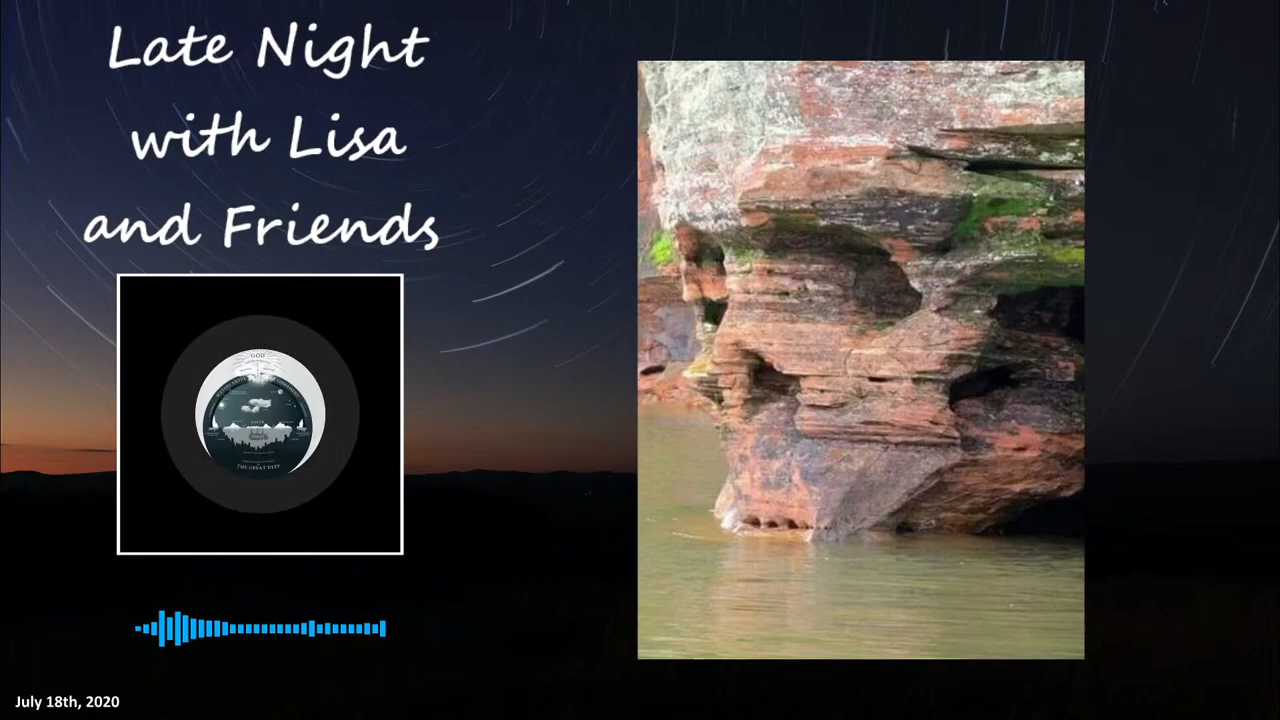 Late Night
with Lisa
and Friends
GOD
EARTH
THE GREAT DEEP
July 18th, 2020